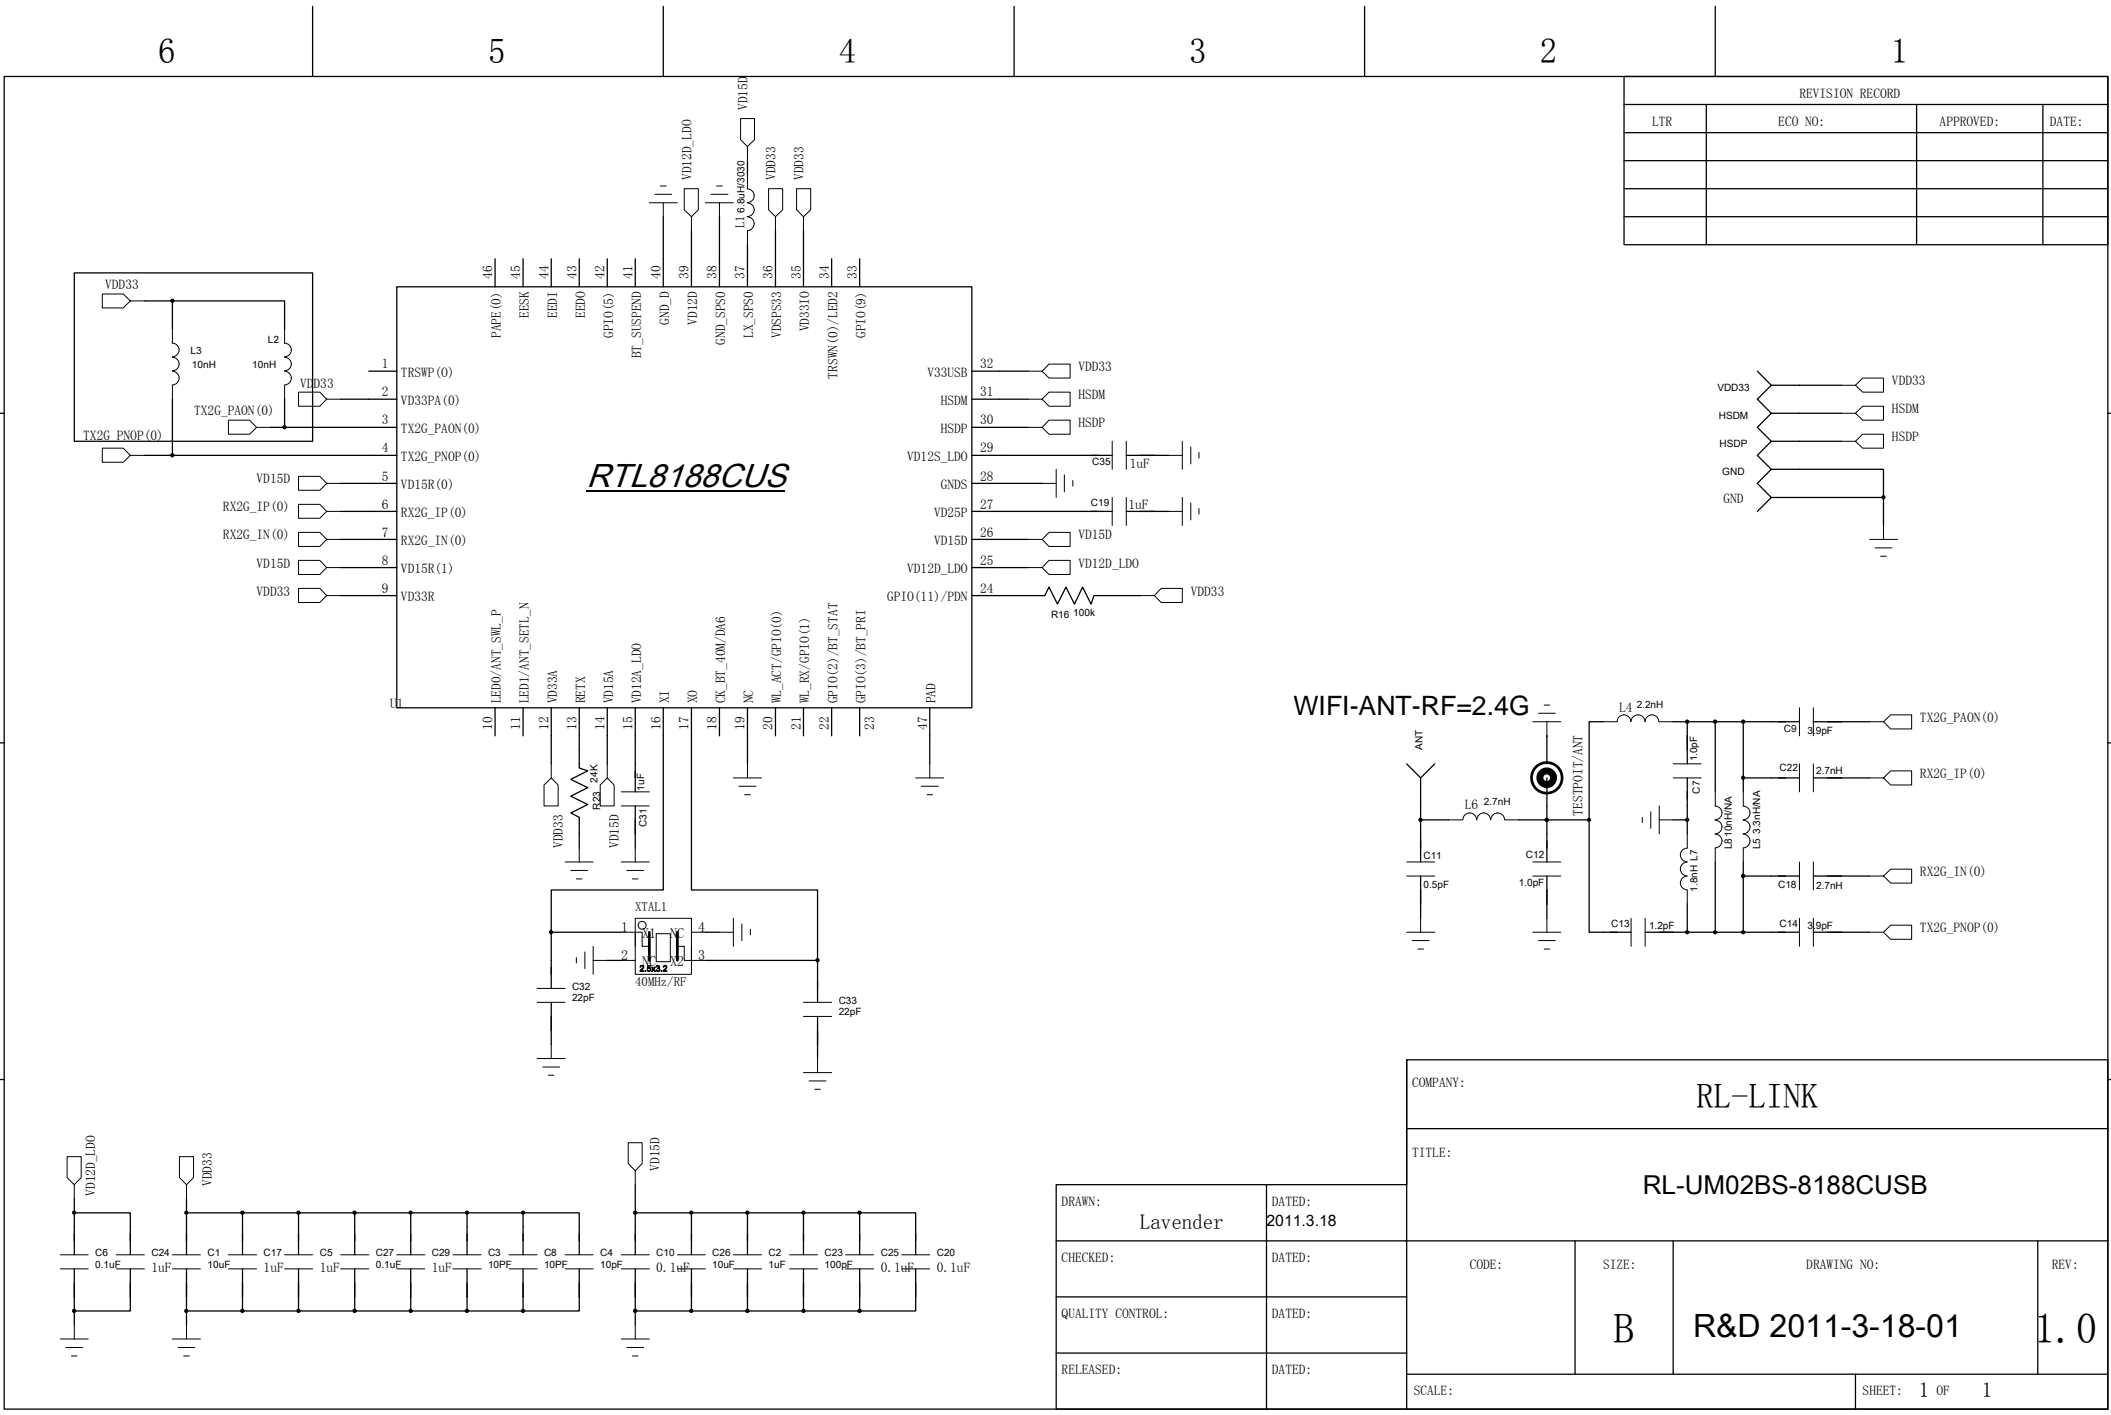 6 5 4 3 2 1
REVISION RECORD
LTR ECO NO: APPROVED: DATE:
VD15D
VD12D_LDO
VDD33
VDD33
L1 6.8uH/3030
46 45 44 43 42 41 40 39 38 37 36 35 34 33
PAPE(0)
EESK
EEDI
EEDO
GPIO(5)
BT_SUSPEND
GND_D
VD12D
GND_SPS0
LX_SPS0
VDSPS33
VD33IO
TRSWN(0)/LED2
GPIO(9)
VDD33
L3
10nH
L2
10nH
VDD33
TX2G_PAON(0)
TX2G_PNOP(0)
VD15D
RX2G_IP(0)
RX2G_IN(0)
VD15D
VDD33
1 TRSWP(0)
2 VD33PA(0)
3 TX2G_PAON(0)
4 TX2G_PNOP(0)
5 VD15R(0)
6 RX2G_IP(0)
7 RX2G_IN(0)
8 VD15R(1)
9 VD33R
RTL8188CUS
U1
V33USB 32 VDD33
HSDM 31 HSDM
HSDP 30 HSDP
VD12S_LDO 29 C35 1uF
GNDS 28
VD25P 27 C19 1uF
VD15D 26 VD15D
VD12D_LDO 25 VD12D_LDO
GPIO(11)/PDN 24 R16 100k VDD33
LED0/ANT_SWL_P
LED1/ANT_SETL_N
VD33A
RETX
VD15A
VD12A_LDO
XI
XO
CK_BT_40M/DA6
NC
WL_ACT/GPIO(0)
WL_RX/GPIO(1)
GPIO(2)/BT_STAT
GPIO(3)/BT_PRI
PAD
10 11 12 13 14 15 16 17 18 19 20 21 22 23 47
VDD33
R23 24K
VD15D
C31 1uF
XTAL1
1 X1 NC 4
2 NC X2 3
2.5x3.2
40MHz/RF
C32
22pF
C33
22pF
VDD33 VDD33
HSDM HSDM
HSDP HSDP
GND
GND
WIFI-ANT-RF=2.4G
ANT
TESTPOIT/ANT
L4 2.2nH
L6 2.7nH
C11
0.5pF
C12
1.0pF
1.0pF
C7
1.8nH L7
L8 10nH/NA
L5 3.3nH/NA
C13 1.2pF
C9 3.9pF TX2G_PAON(0)
C22 2.7nH RX2G_IP(0)
C18 2.7nH RX2G_IN(0)
C14 3.9pF TX2G_PNOP(0)
VD12D_LDO
VDD33
VD15D
C6 C24 C1 C17 C5 C27 C29 C3 C8 C4 C10 C26 C2 C23 C25 C20
0.1uF 1uF 10uF 1uF 1uF 0.1uF 1uF 10PF 10PF 10pF 0.1uF 10uF 1uF 100pF 0.1uF 0.1uF
COMPANY:
RL-LINK
TITLE:
RL-UM02BS-8188CUSB
DRAWN: Lavender DATED: 2011.3.18
CHECKED: DATED:
QUALITY CONTROL: DATED:
RELEASED: DATED:
CODE: SIZE: DRAWING NO: REV:
B R&D 2011-3-18-01 1.0
SCALE: SHEET: 1 OF 1